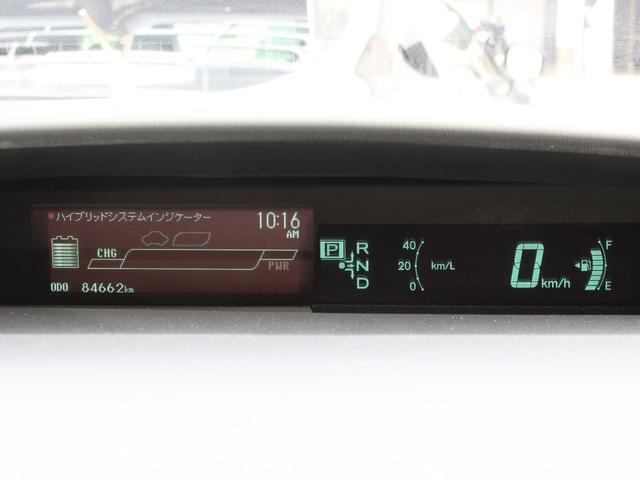 ハイブリッドシステムインジケーター
10:16
AM
CHG
PWR
ODO 84662km
P
R
N
D
40
20
0
km/L
0 km/h
F
E